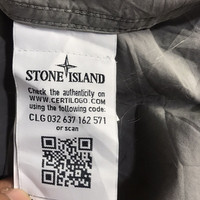 STONE ISLAND
Check the authenticity on
WWW.CERTILOGO.COM
using the following code:
CLG 032 637 162 571
or scan